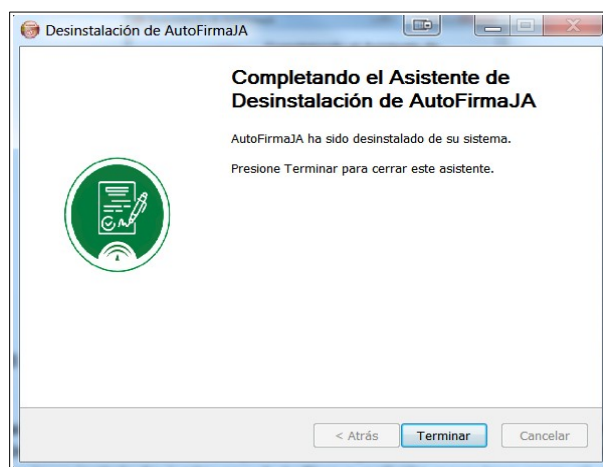 Desinstalación de AutoFirmaJA
Completando el Asistente de
Desinstalación de AutoFirmaJA
AutoFirmaJA ha sido desinstalado de su sistema.
Presione Terminar para cerrar este asistente.
< Atrás
Terminar
Cancelar